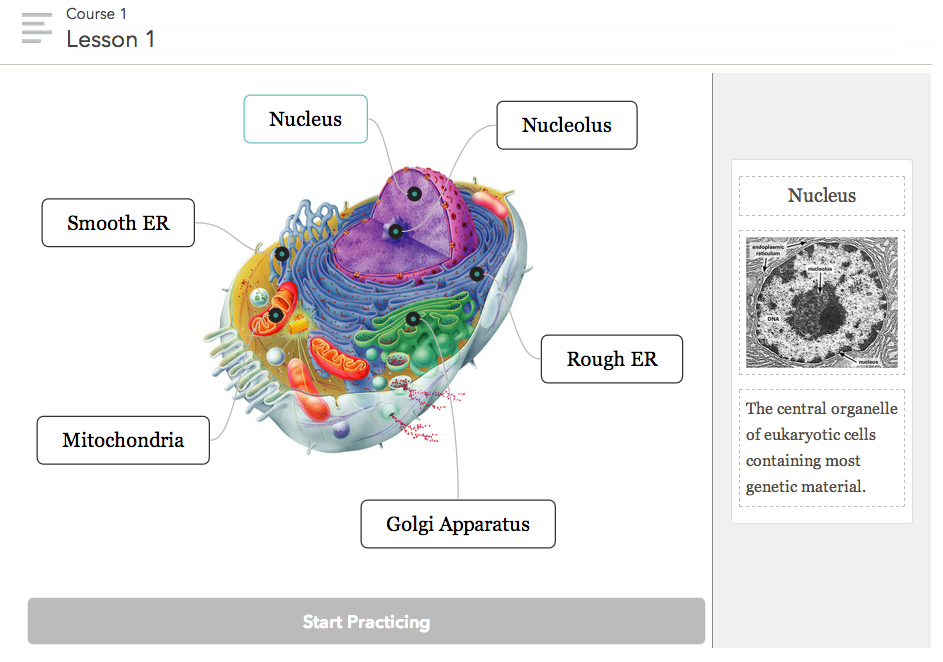 Course 1
Lesson 1
Nucleus
Nucleolus
Smooth ER
Rough ER
Mitochondria
Golgi Apparatus
Start Practicing
Nucleus
endoplasmic
reticulum
nucleolus
DNA
nucleus
The central organelle
of eukaryotic cells
containing most
genetic material.